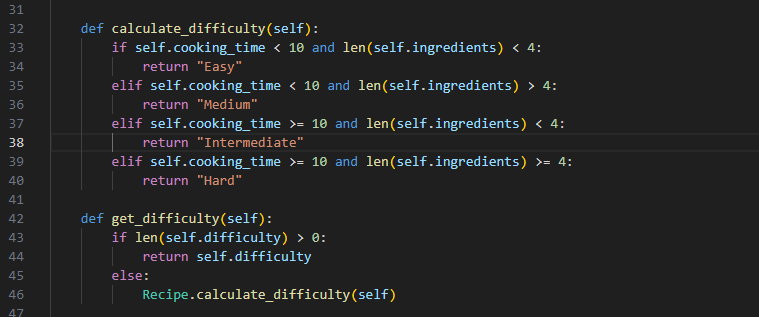 31
32 def calculate_difficulty(self):
33 if self.cooking_time < 10 and len(self.ingredients) < 4:
34 return "Easy"
35 elif self.cooking_time < 10 and len(self.ingredients) > 4:
36 return "Medium"
37 elif self.cooking_time >= 10 and len(self.ingredients) < 4:
38 return "Intermediate"
39 elif self.cooking_time >= 10 and len(self.ingredients) >= 4:
40 return "Hard"
41
42 def get_difficulty(self):
43 if len(self.difficulty) > 0:
44 return self.difficulty
45 else:
46 Recipe.calculate_difficulty(self)
47